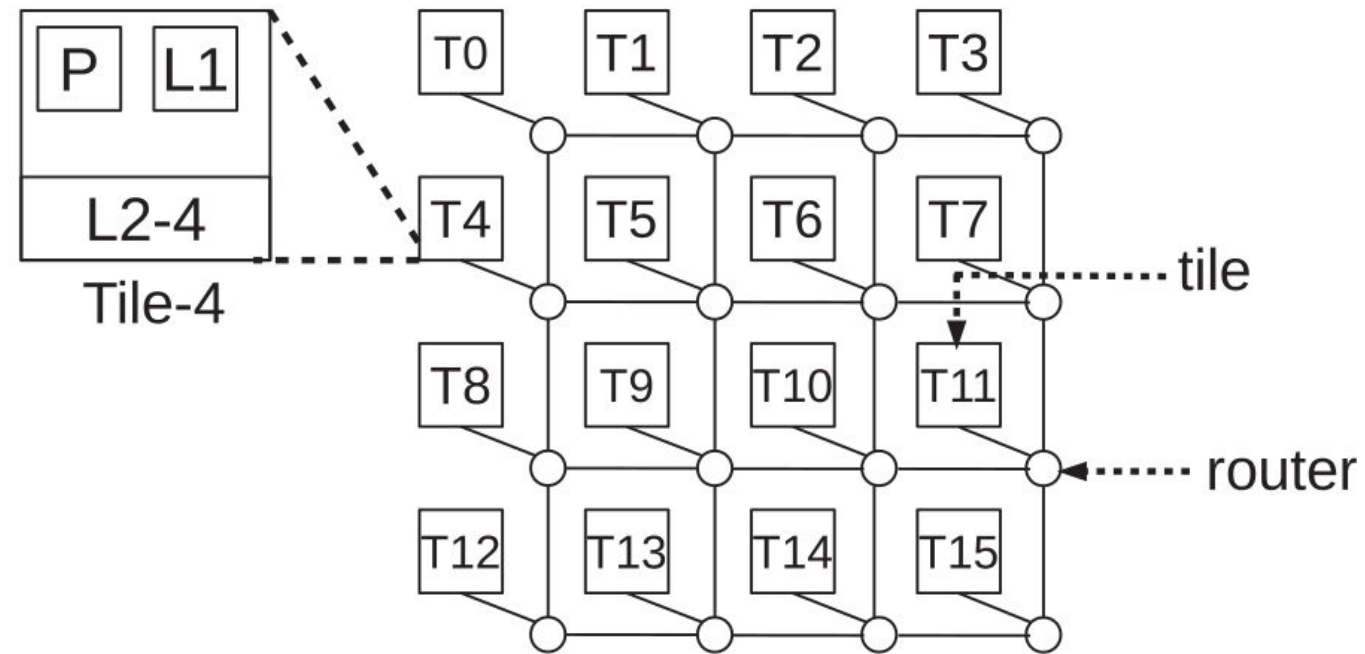 P L1
L2-4
Tile-4
T0 T1 T2 T3
T4 T5 T6 T7
tile
T8 T9 T10 T11
router
T12 T13 T14 T15